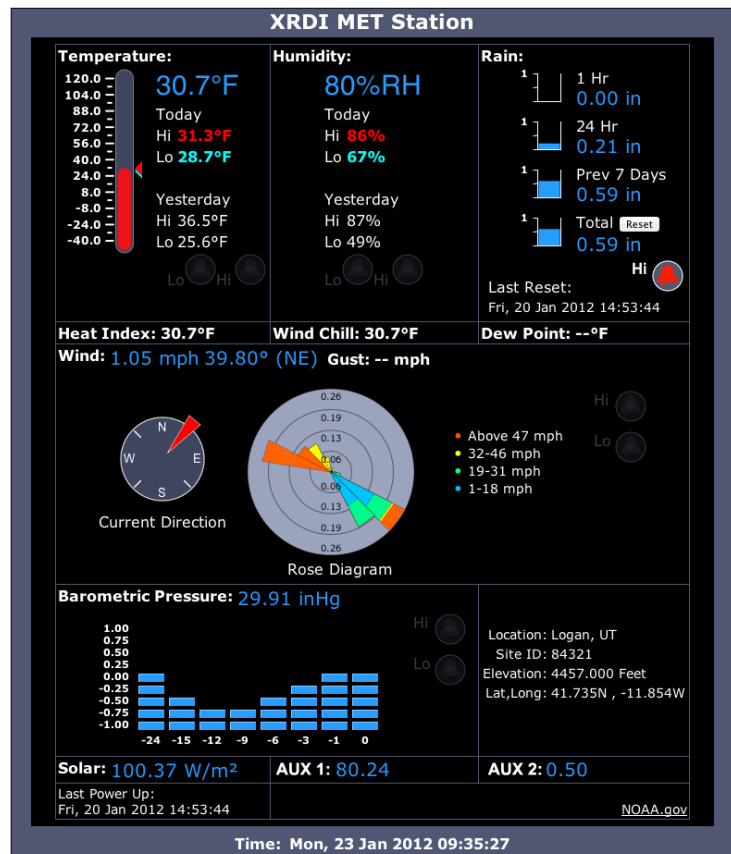 XRDI MET Station
Temperature:
120.0
104.0
88.0
72.0
56.0
40.0
24.0
8.0
-8.0
-24.0
-40.0
30.7°F
Today
Hi 31.3°F
Lo 28.7°F
Yesterday
Hi 36.5°F
Lo 25.6°F
Lo Hi
Humidity:
80%RH
Today
Hi 86%
Lo 67%
Yesterday
Hi 87%
Lo 49%
Lo Hi
Rain:
1 1 Hr
0.00 in
1 24 Hr
0.21 in
1 Prev 7 Days
0.59 in
1 Total Reset
0.59 in
Hi
Last Reset:
Fri, 20 Jan 2012 14:53:44
Heat Index: 30.7°F
Wind Chill: 30.7°F
Dew Point: --°F
Wind: 1.05 mph 39.80° (NE) Gust: -- mph
N
W E
S
Current Direction
0.26
0.19
0.13
0.06
0.06
0.13
0.19
0.26
Rose Diagram
Above 47 mph
32-46 mph
19-31 mph
1-18 mph
Hi
Lo
Barometric Pressure: 29.91 inHg
1.00
0.75
0.50
0.25
0.00
-0.25
-0.50
-0.75
-1.00
-24 -15 -12 -9 -6 -3 -1 0
Hi
Lo
Location: Logan, UT
Site ID: 84321
Elevation: 4457.000 Feet
Lat,Long: 41.735N , -11.854W
Solar: 100.37 W/m²
AUX 1: 80.24
AUX 2: 0.50
Last Power Up:
Fri, 20 Jan 2012 14:53:44
NOAA.gov
Time: Mon, 23 Jan 2012 09:35:27